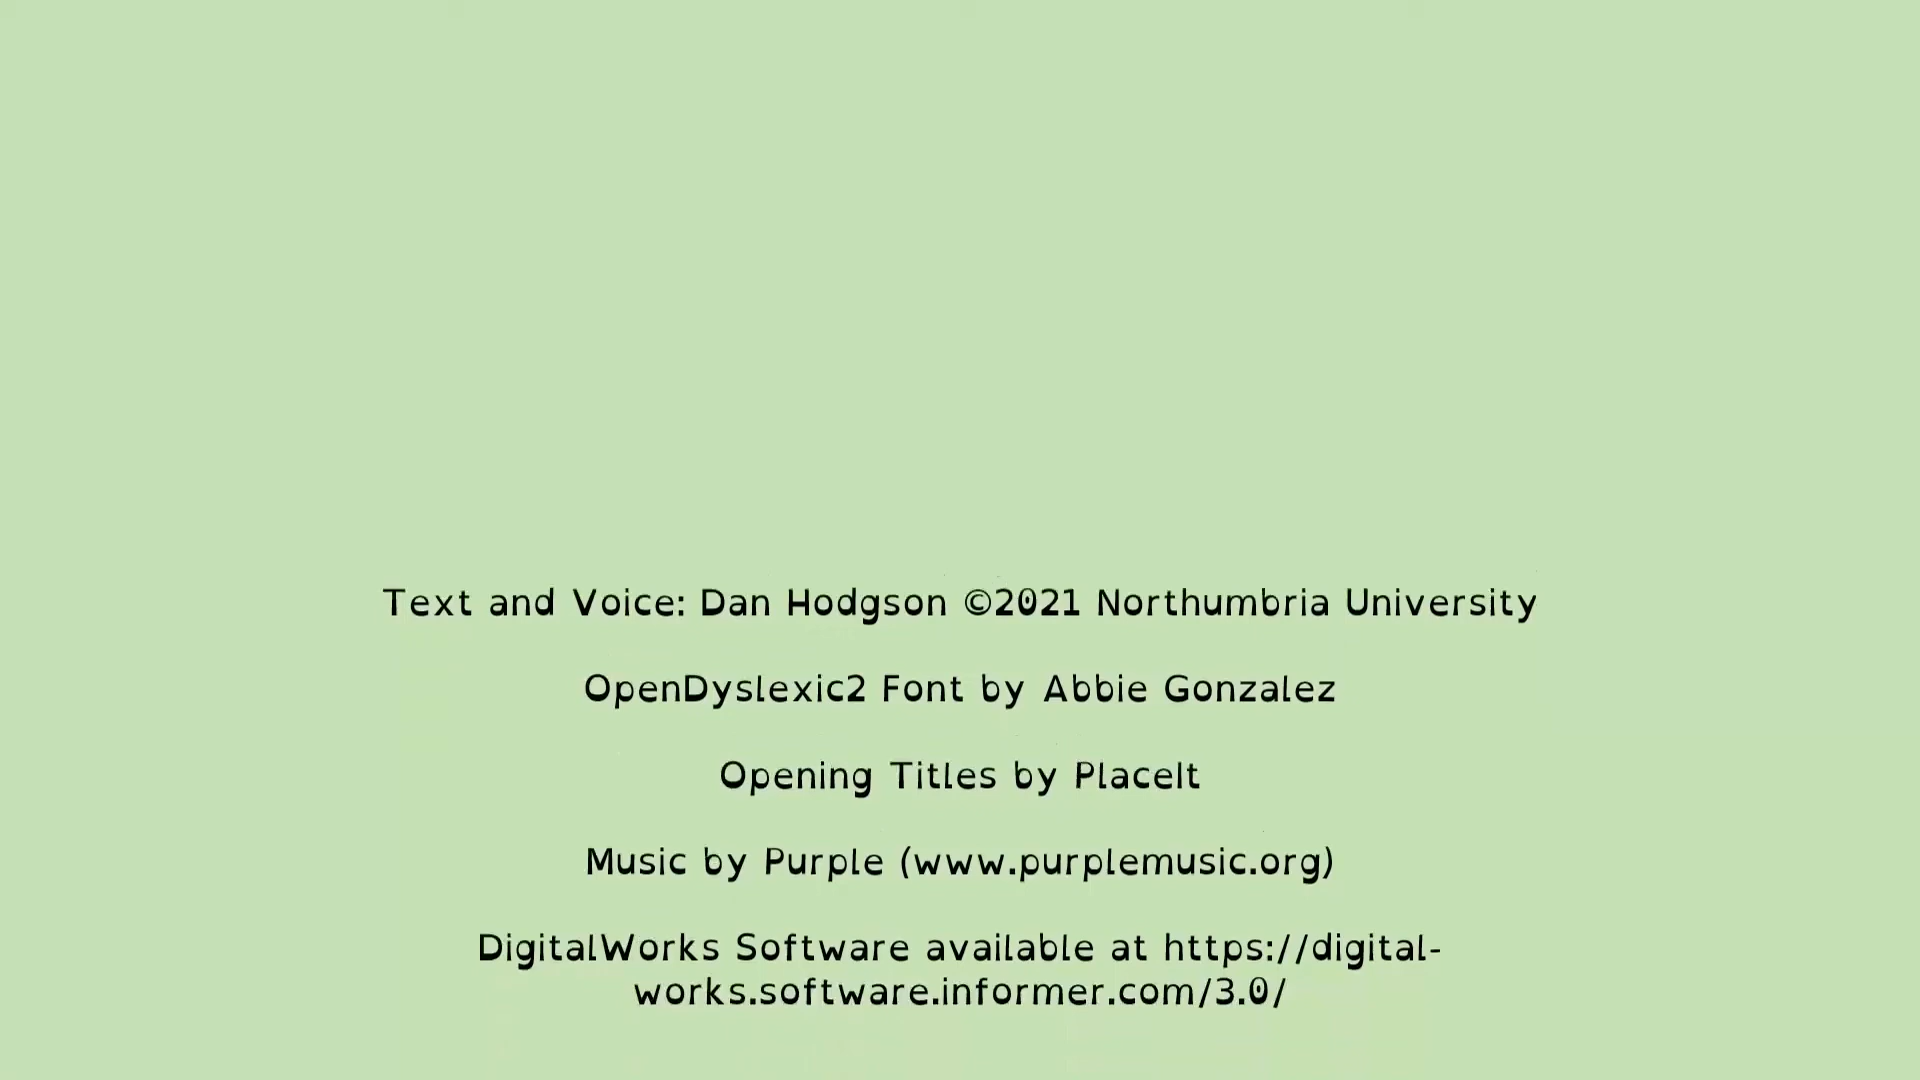 Text and Voice: Dan Hodgson ©2021 Northumbria University
OpenDyslexic2 Font by Abbie Gonzalez
Opening Titles by PlaceIt
Music by Purple (www.purplemusic.org)
DigitalWorks Software available at https://digital-
works.software.informer.com/3.0/